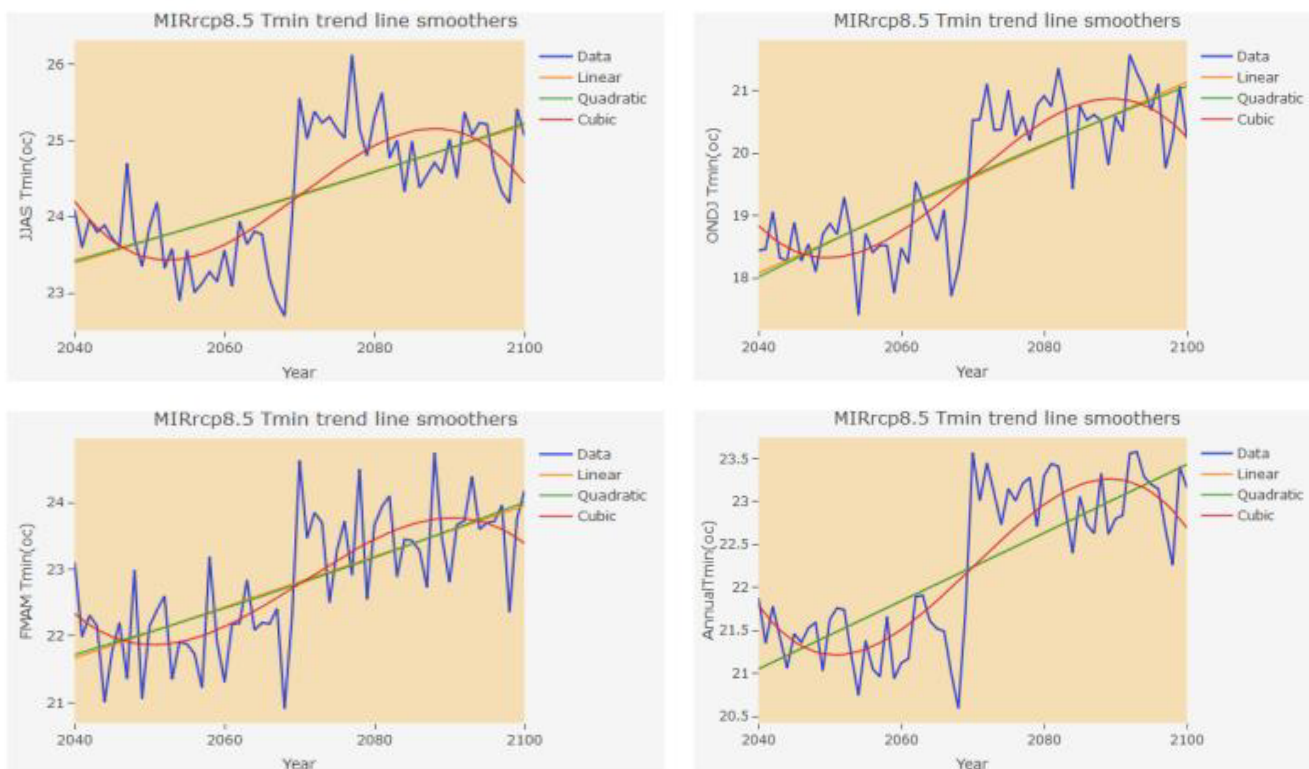 MIRrcp8.5 Tmin trend line smoothers
JJAS Tmin(oc)
26
25
24
23
2040
2060
2080
2100
Year
Data
Linear
Quadratic
Cubic
MIRrcp8.5 Tmin trend line smoothers
ONDJ Tmin(oc)
21
20
19
18
2040
2060
2080
2100
Year
Data
Linear
Quadratic
Cubic
MIRrcp8.5 Tmin trend line smoothers
FMAM Tmin(oc)
24
23
22
21
2040
2060
2080
2100
Year
Data
Linear
Quadratic
Cubic
MIRrcp8.5 Tmin trend line smoothers
AnnualTmin(oc)
23.5
23
22.5
22
21.5
21
20.5
2040
2060
2080
2100
Year
Data
Linear
Quadratic
Cubic